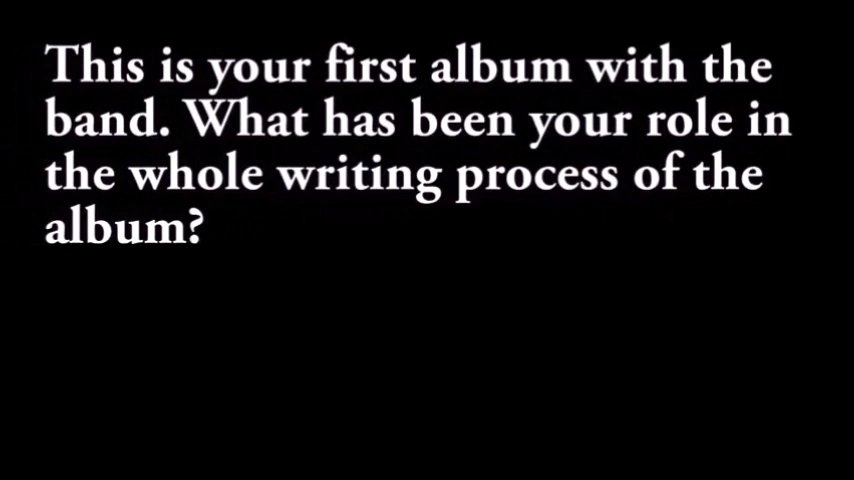 This is your first album with the
band. What has been your role in
the whole writing process of the
album?